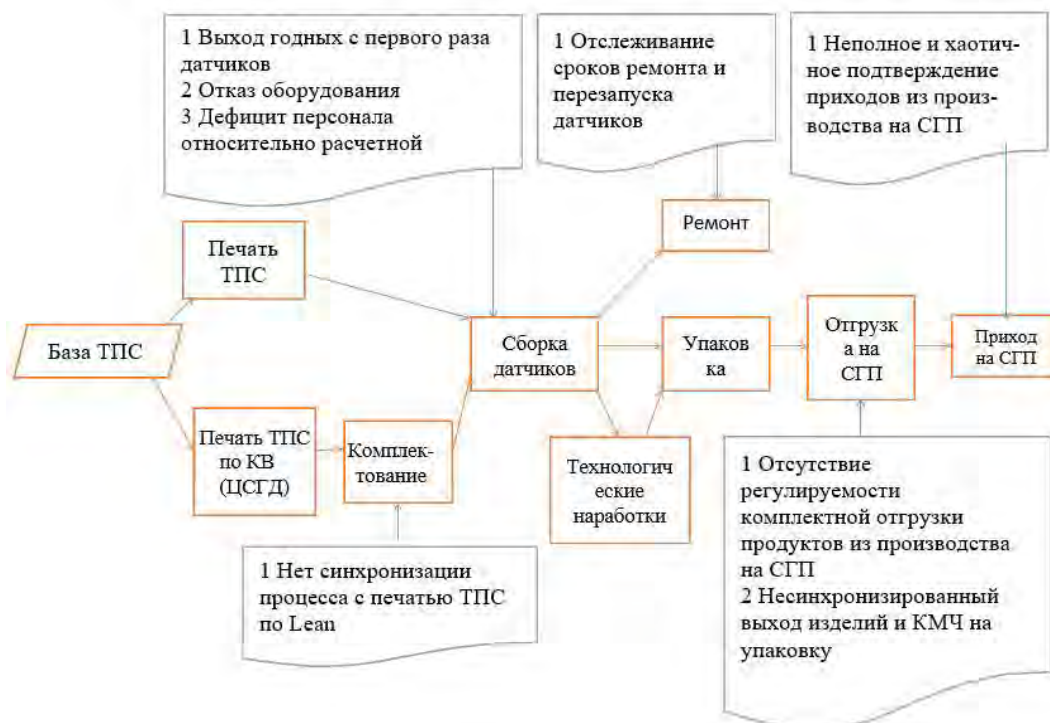 1 Выход годных с первого раза
датчиков
2 Отказ оборудования
3 Дефицит персонала
относительно расчетной
1 Отслеживание
сроков ремонта и
перезапуска
датчиков
1 Неполное и хаотич-
ное подтверждение
приходов из произ-
водства на СГП
Печать
ТПС
Ремонт
База ТПС
Сборка
датчиков
Упаков
ка
Отгрузк
а на
СГП
Приход
на СГП
Печать ТПС
по КВ
(ЦСГД)
Комплек-
тование
Технологич
еские
наработки
1 Нет синхронизации
процесса с печатью ТПС
по Lean
1 Отсутствие
регулируемости
комплектной отгрузки
продуктов из производства
на СГП
2 Несинхронизированный
выход изделий и КМЧ на
упаковку